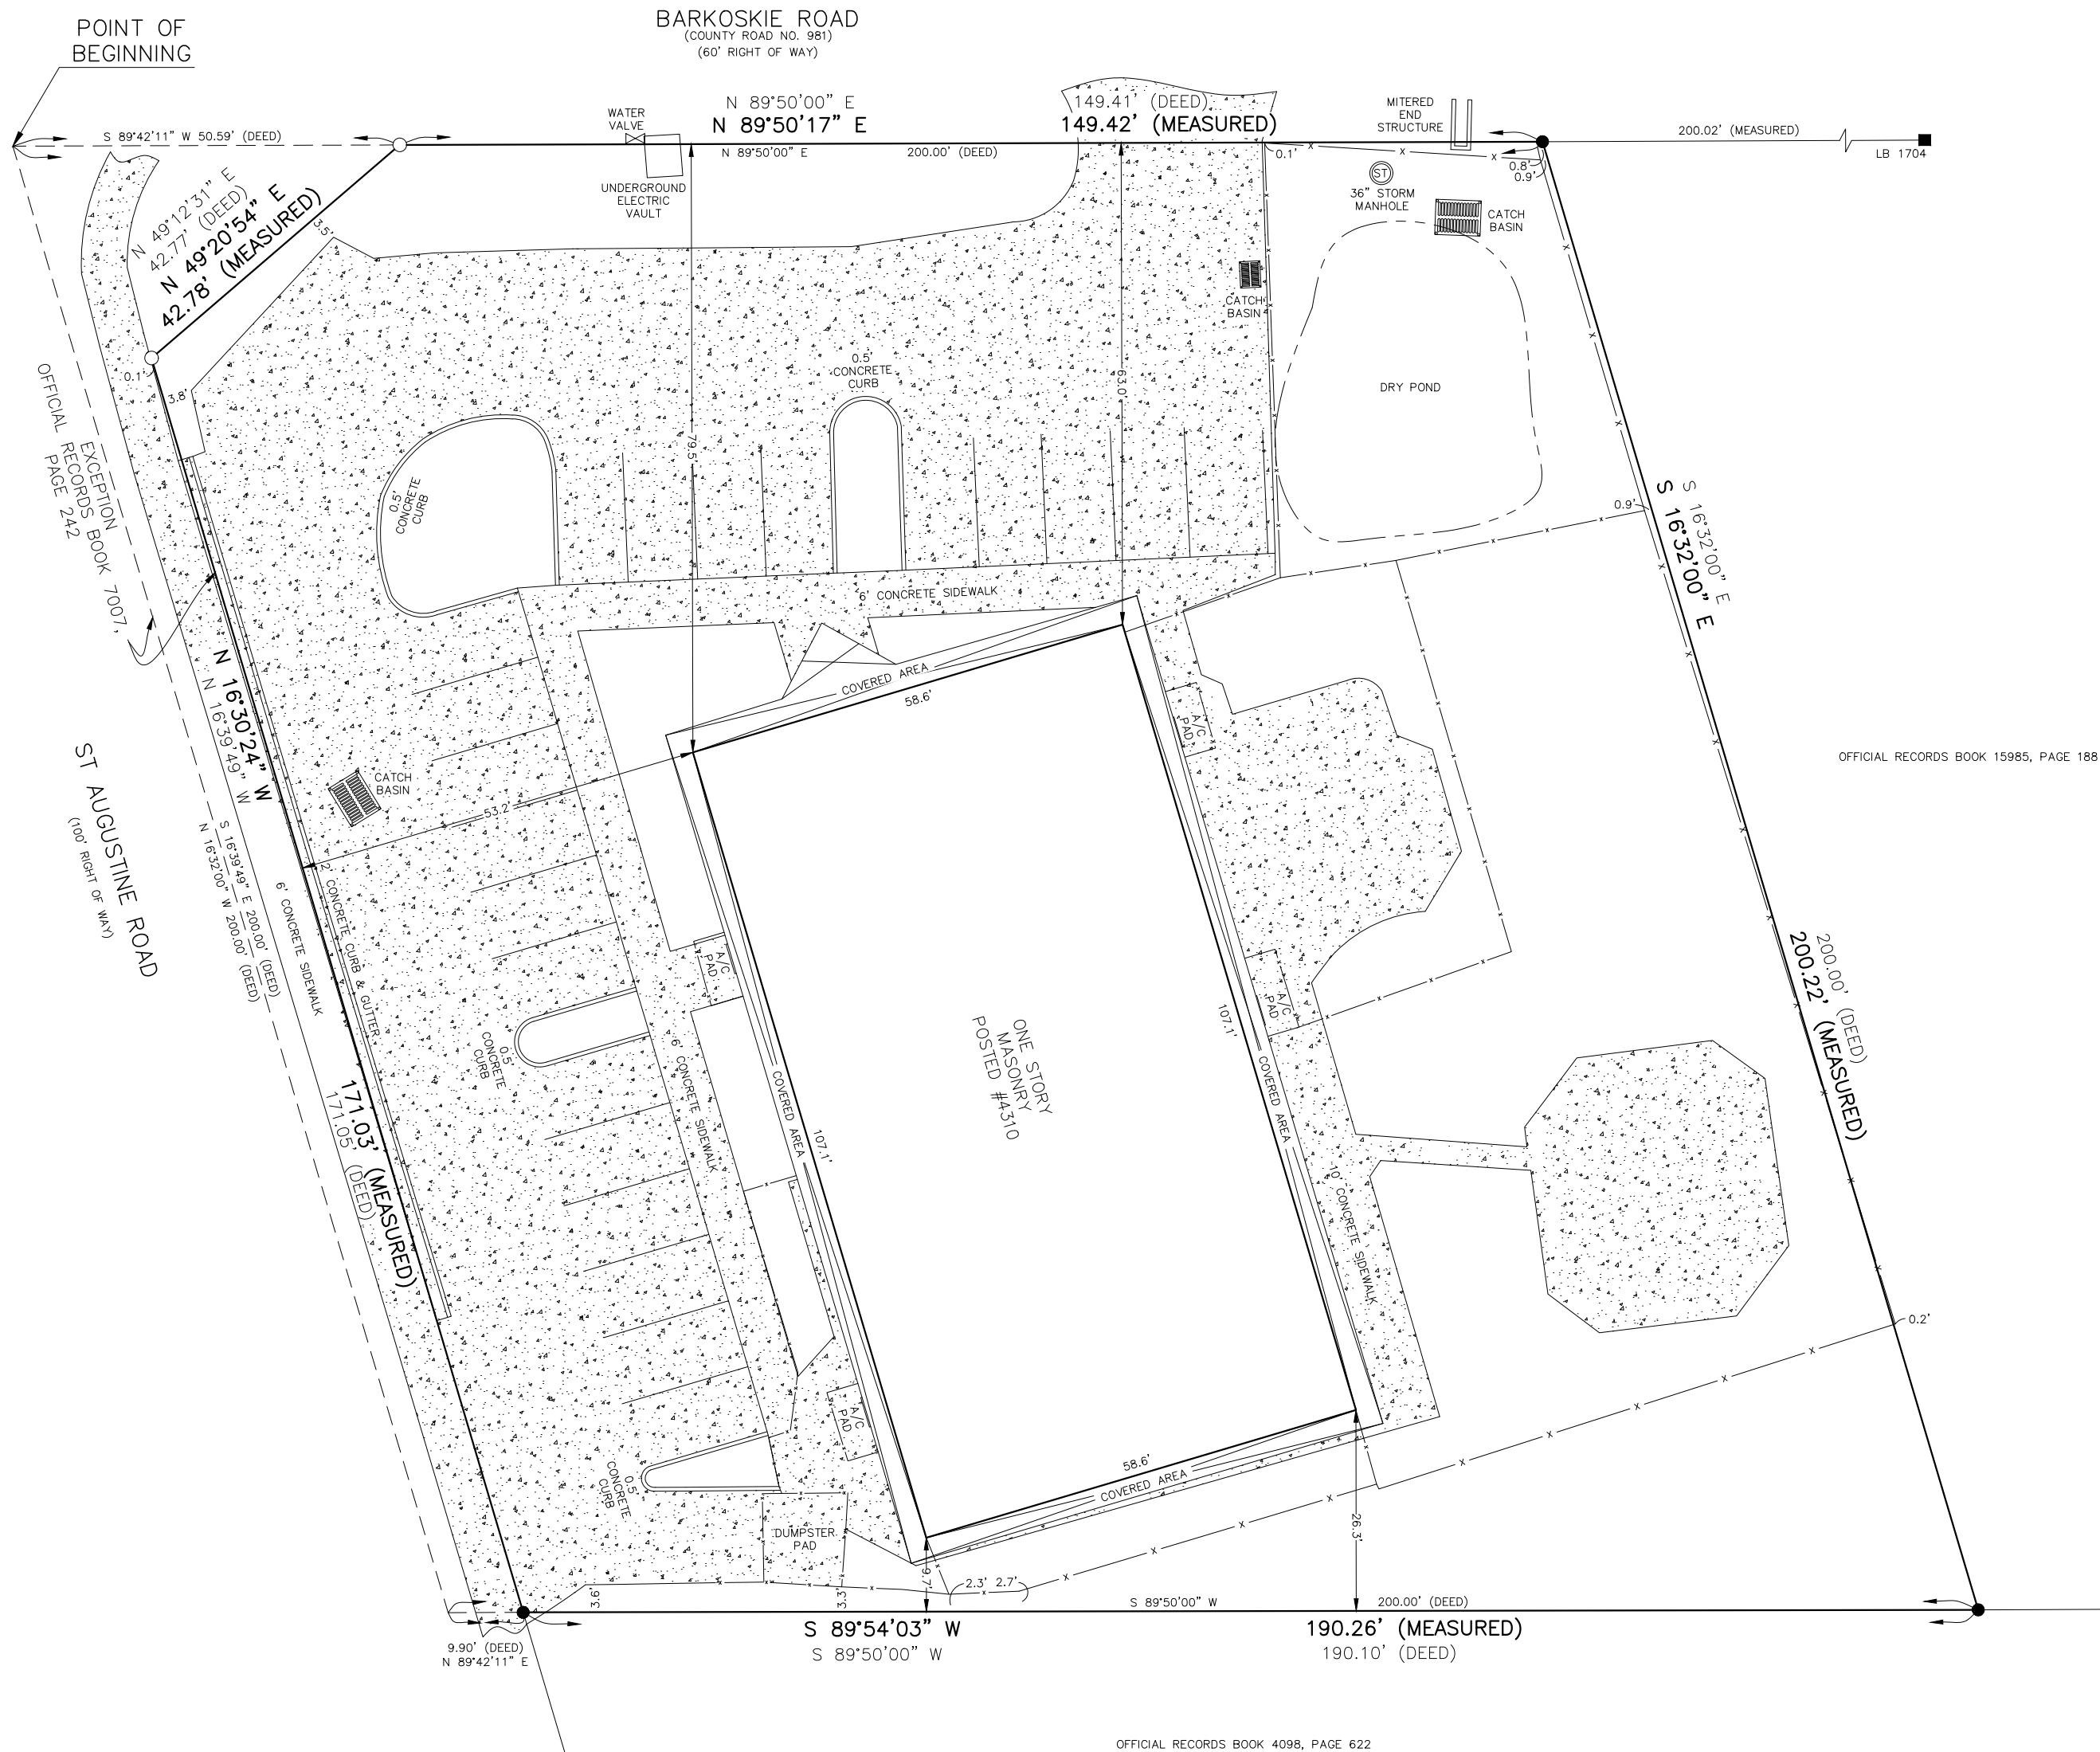 BARKOSKIE ROAD
(COUNTY ROAD NO. 981)
(60' RIGHT OF WAY)
POINT OF
BEGINNING
S 89°42'11" W 50.59' (DEED)
WATER
VALVE
N 89°50'00" E
149.41' (DEED)
N 89°50'17" E
149.42' (MEASURED)
N 89°50'00" E
200.00' (DEED)
MITERED
END
STRUCTURE
200.02' (MEASURED)
LB 1704
0.1'
0.8'
0.9'
ST
36" STORM
MANHOLE
CATCH
BASIN
UNDERGROUND
ELECTRIC
VAULT
N 49°12'31" E
42.77' (DEED)
N 49°20'54" E
42.78' (MEASURED)
3.5'
CATCH
BASIN
0.5'
CONCRETE
CURB
63.0'
DRY POND
0.1'
3.8'
79.5'
0.5'
CONCRETE
CURB
EXCEPTION
OFFICIAL RECORDS BOOK 7007,
PAGE 242
0.9'
S 16°32'00" E
S 16°32'00" E
6' CONCRETE SIDEWALK
COVERED AREA
58.6'
A/C
PAD
N 16°30'24" W
N 16°39'49" W
ST AUGUSTINE ROAD
(100' RIGHT OF WAY)
CATCH
BASIN
53.2'
OFFICIAL RECORDS BOOK 15985, PAGE 188
S 16°39'49" E 200.00' (DEED)
N 16°32'00" W 200.00' (DEED)
6' CONCRETE SIDEWALK
2' CONCRETE CURB & GUTTER
A/C
PAD
A/C
PAD
200.00' (DEED)
200.22' (MEASURED)
0.5'
CONCRETE
CURB
6' CONCRETE SIDEWALK
COVERED AREA
107.1'
ONE STORY
MASONRY
POSTED #4310
107.1'
COVERED AREA
10' CONCRETE SIDEWALK
171.03' (MEASURED)
171.05' (DEED)
0.2'
A/C
PAD
0.5'
CONCRETE
CURB
58.6'
COVERED AREA
DUMPSTER
PAD
26.3'
9.7'
2.3' 2.7'
3.6'
3.3'
S 89°50'00" W
200.00' (DEED)
S 89°54'03" W
190.26' (MEASURED)
S 89°50'00" W
190.10' (DEED)
9.90' (DEED)
N 89°42'11" E
OFFICIAL RECORDS BOOK 4098, PAGE 622